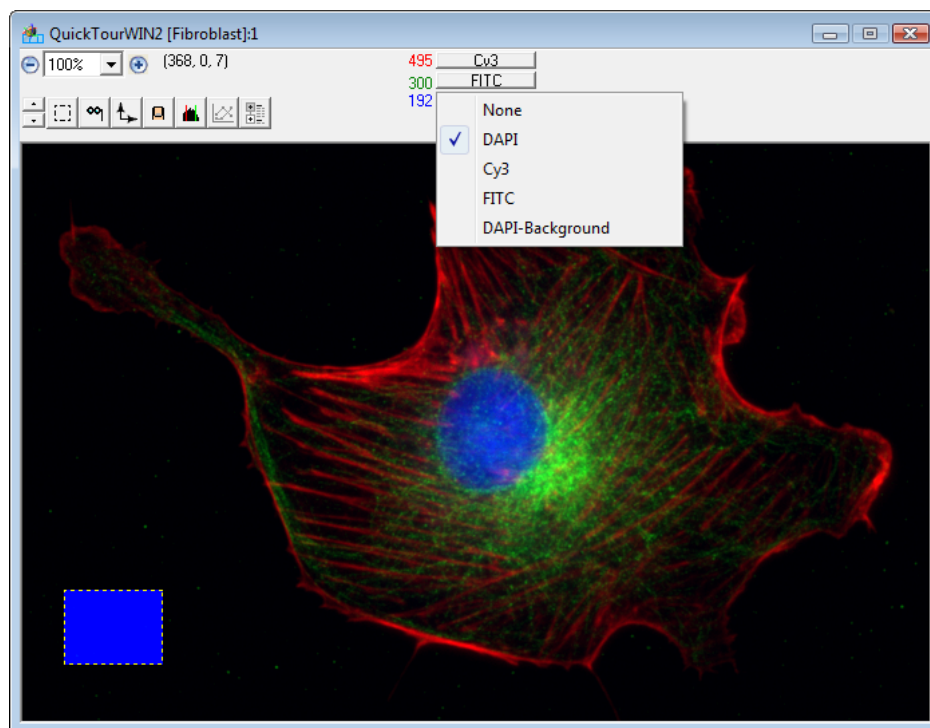 QuickTourWIN2 [Fibroblast]:1
100% (368, 0, 7)
495 Cy3
300 FITC
192
None
DAPI
Cy3
FITC
DAPI-Background